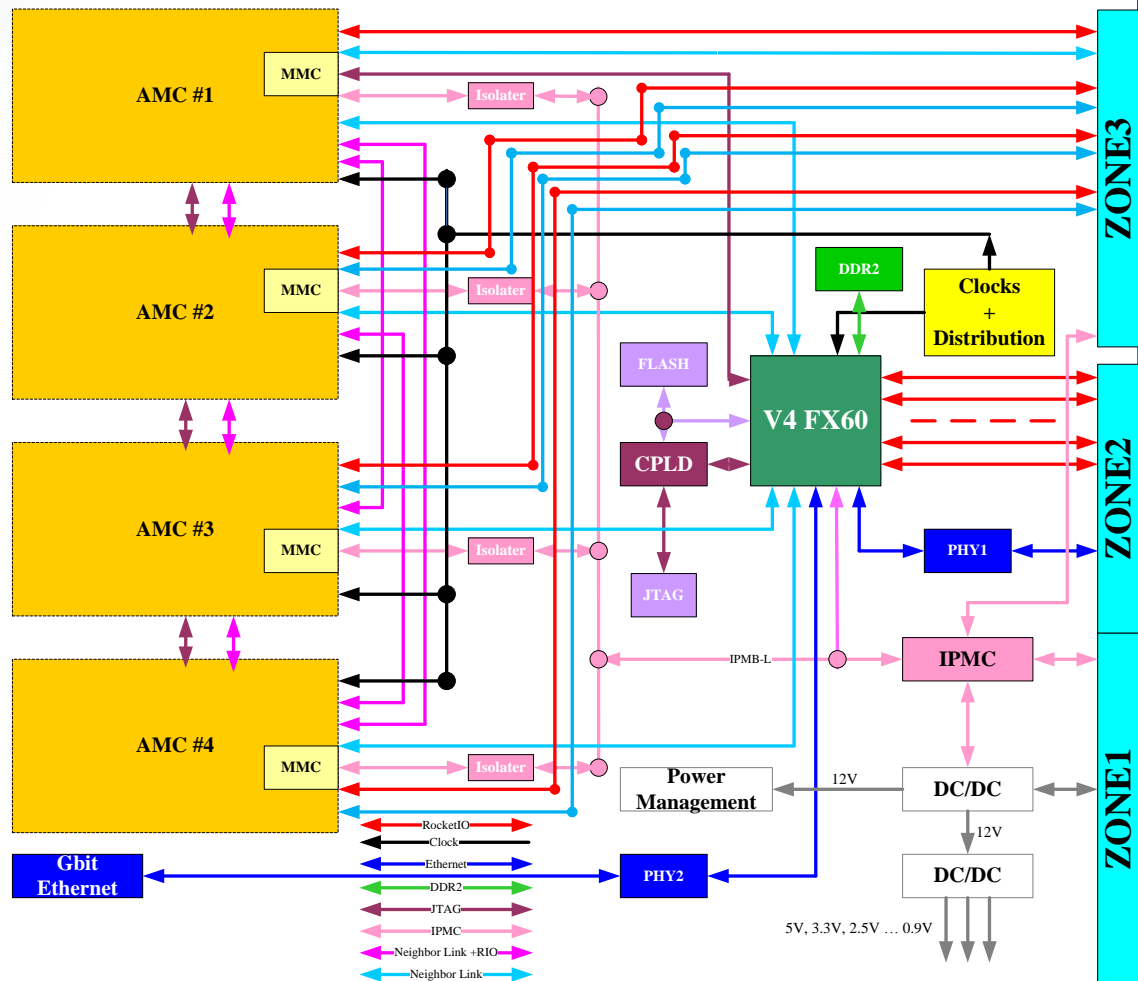 AMC #1
MMC
Isolater
ZONE3
AMC #2
MMC
Isolater
DDR2
Clocks
+
Distribution
FLASH
V4 FX60
CPLD
ZONE2
AMC #3
MMC
Isolater
PHY1
JTAG
IPMB-L
IPMC
AMC #4
MMC
Isolater
Power
Management
12V
DC/DC
ZONE1
12V
RocketIO
Clock
Gbit
Ethernet
Ethernet
PHY2
DC/DC
DDR2
JTAG
IPMC
5V, 3.3V, 2.5V … 0.9V
Neighbor Link +RIO
Neighbor Link